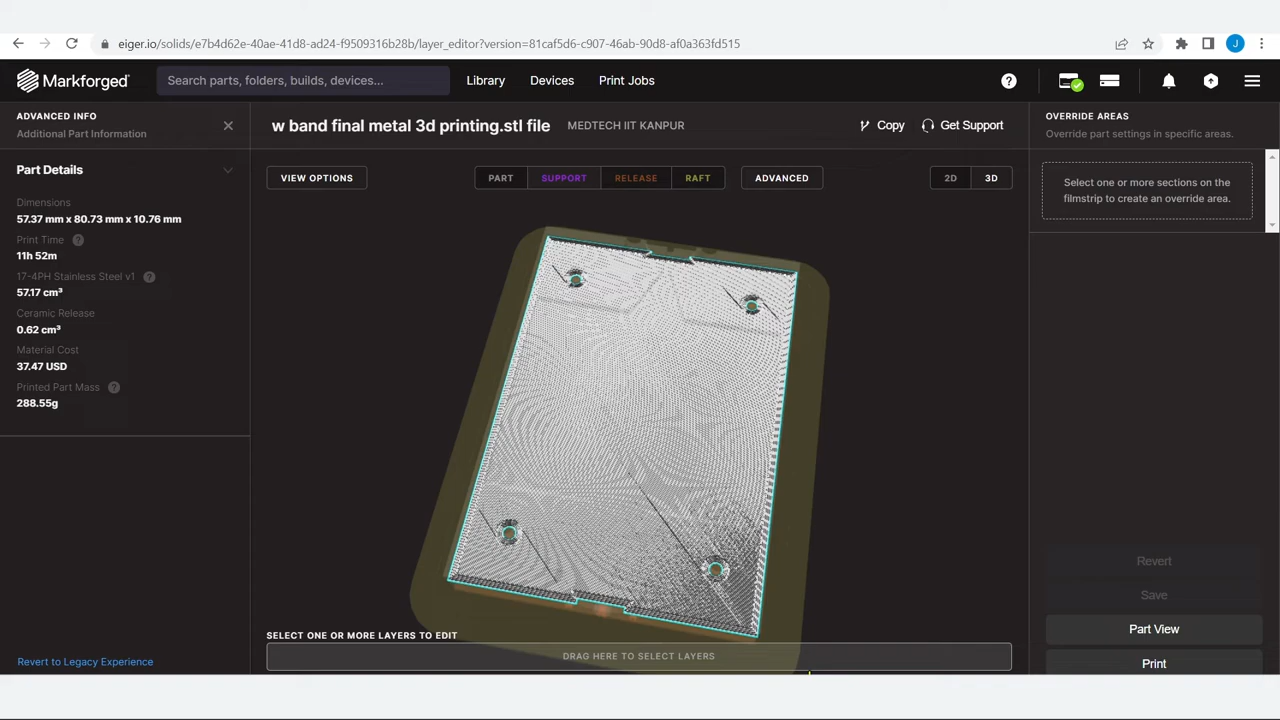 eiger.io/solids/e7b4d62e-40ae-41d8-ad24-f9509316b28b/layer_editor?version=81caf5d6-c907-46ab-90d8-af0a363fd515
J
Markforged
Search parts, folders, builds, devices...
Library
Devices
Print Jobs
ADVANCED INFO
Additional Part Information
w band final metal 3d printing.stl file
MEDTECH IIT KANPUR
Copy
Get Support
OVERRIDE AREAS
Override part settings in specific areas.
Part Details
VIEW OPTIONS
PART
SUPPORT
RELEASE
RAFT
ADVANCED
2D
3D
Select one or more sections on the
filmstrip to create an override area.
Dimensions
57.37 mm x 80.73 mm x 10.76 mm
Print Time
11h 52m
17-4PH Stainless Steel v1
57.17 cm³
Ceramic Release
0.62 cm³
Material Cost
37.47 USD
Printed Part Mass
288.55g
Revert
Save
Part View
Print
SELECT ONE OR MORE LAYERS TO EDIT
DRAG HERE TO SELECT LAYERS
Revert to Legacy Experience